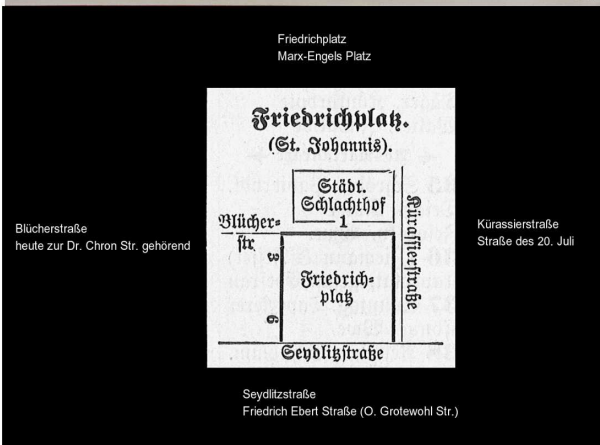 Friedrichplatz
Marx-Engels Platz
Friedrichplatz.
(St. Johannis).
Städt.
Schlachthof
1
Blücher=
str
Kürassierstraße
3
Friedrich=
platz
6
Seydlitzstraße
Blücherstraße
heute zur Dr. Chron Str. gehörend
Kürassierstraße
Straße des 20. Juli
Seydlitzstraße
Friedrich Ebert Straße (O. Grotewohl Str.)